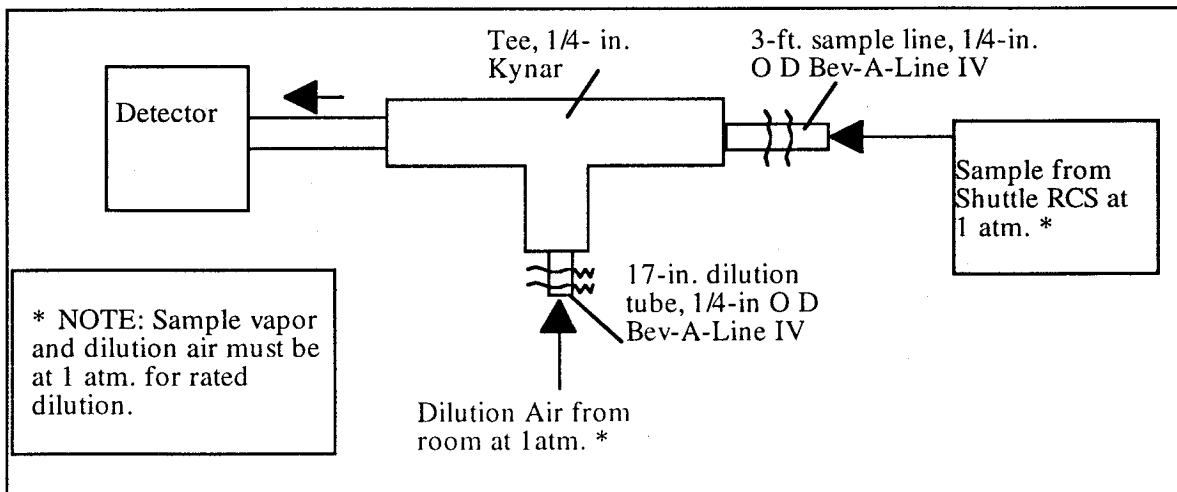 Tee, 1/4- in.
Kynar
3-ft. sample line, 1/4-in.
O D Bev-A-Line IV
Detector
Sample from
Shuttle RCS at
1 atm. *
17-in. dilution
tube, 1/4-in O D
Bev-A-Line IV
* NOTE: Sample vapor
and dilution air must be
at 1 atm. for rated
dilution.
Dilution Air from
room at 1atm. *